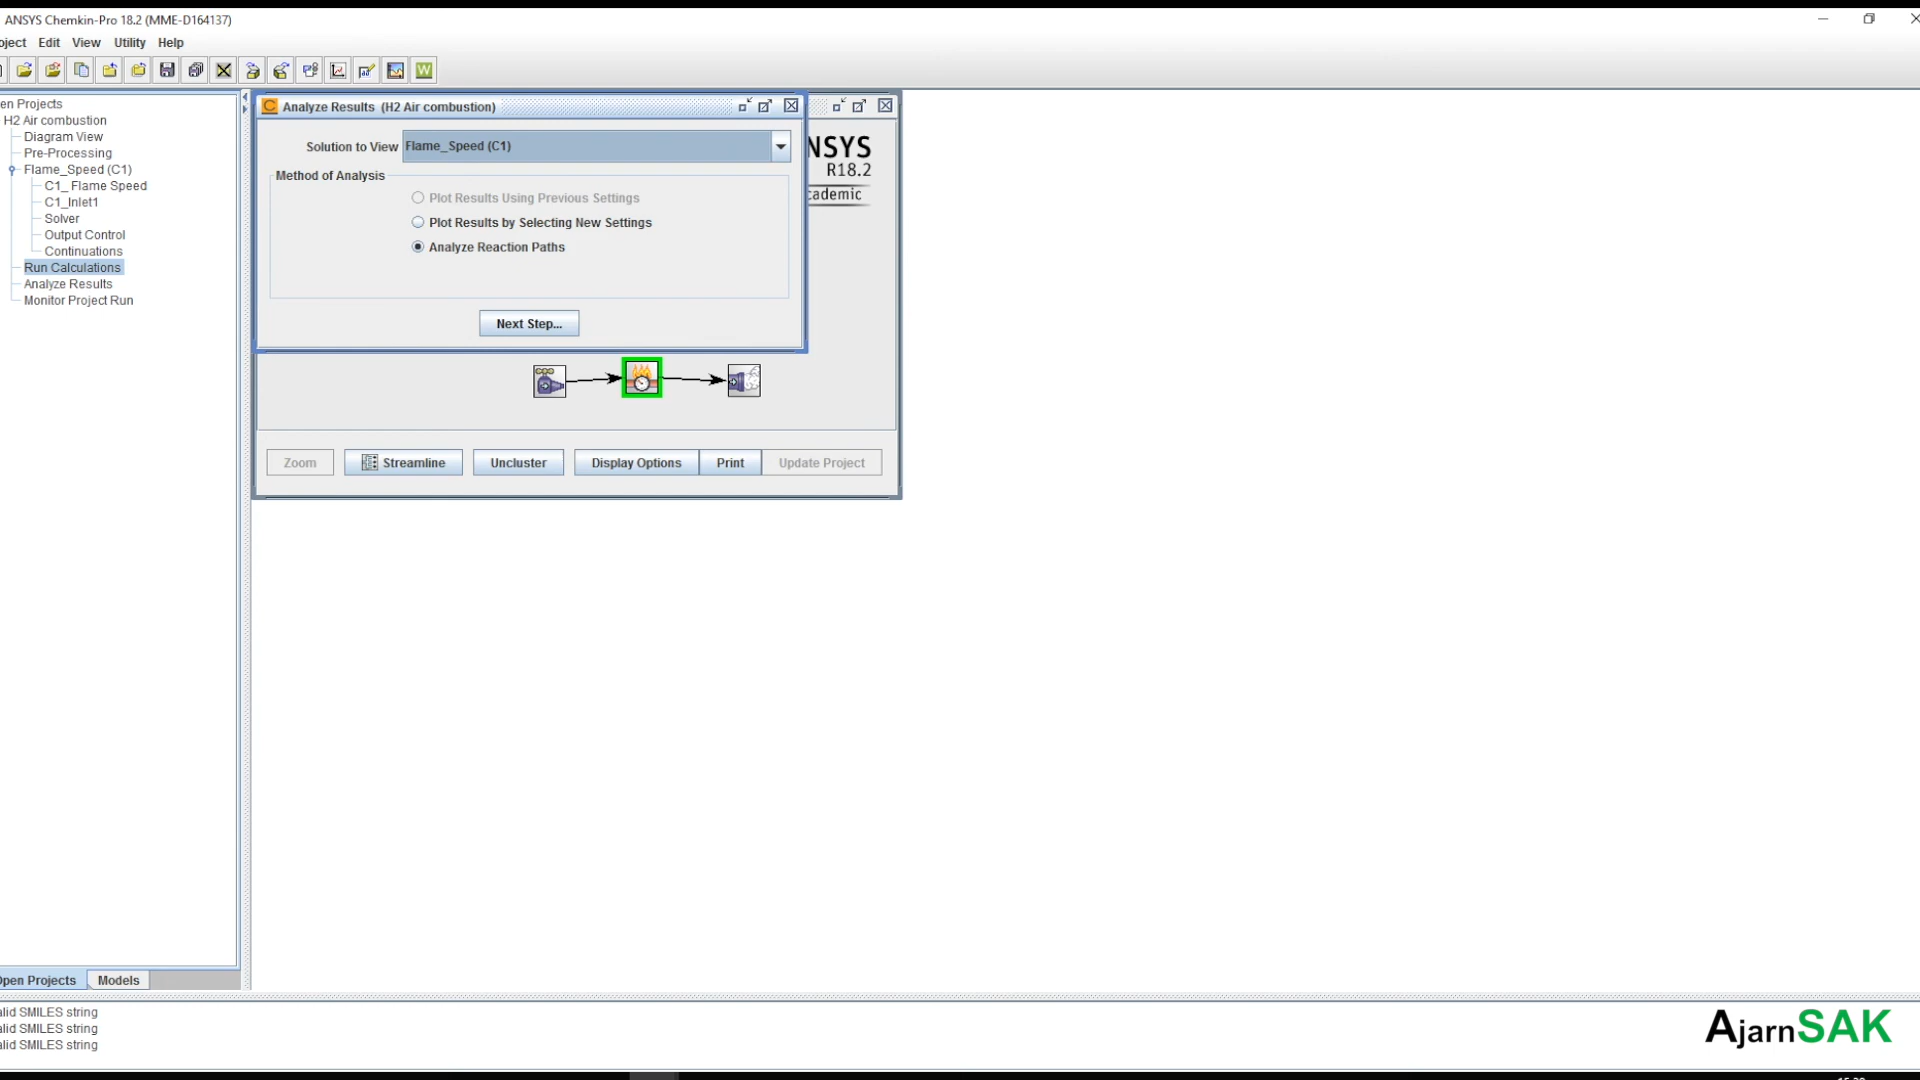 ANSYS Chemkin-Pro 18.2 (MME-D164137)
oject Edit View Utility Help
W
en Projects
H2 Air combustion
Diagram View
Pre-Processing
Flame_Speed (C1)
C1_ Flame Speed
C1_Inlet1
Solver
Output Control
Continuations
Run Calculations
Analyze Results
Monitor Project Run
C Analyze Results (H2 Air combustion)
Solution to View Flame_Speed (C1)
Method of Analysis
Plot Results Using Previous Settings
Plot Results by Selecting New Settings
Analyze Reaction Paths
Next Step...
NSYS
R18.2
cademic
Zoom Streamline Uncluster Display Options Print Update Project
Open Projects Models
alid SMILES string
alid SMILES string
alid SMILES string
AjarnSAK